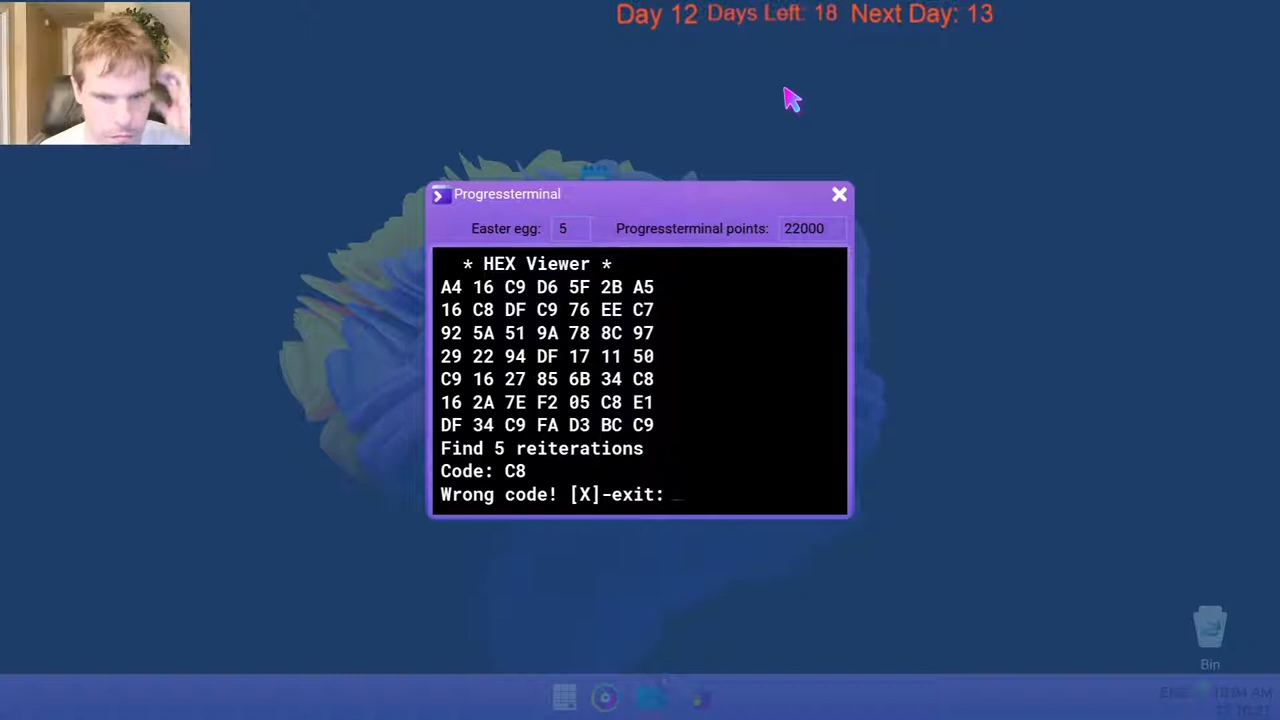 Day 12 Days Left: 18 Next Day: 13
Progressterminal
Easter egg: 5 Progressterminal points: 22000
* HEX Viewer *
A4 16 C9 D6 5F 2B A5
16 C8 DF C9 76 EE C7
92 5A 51 9A 78 8C 97
29 22 94 DF 17 11 50
C9 16 27 85 6B 34 C8
16 2A 7E F2 05 C8 E1
DF 34 C9 FA D3 BC C9
Find 5 reiterations
Code: C8
Wrong code! [X]-exit: _
Bin